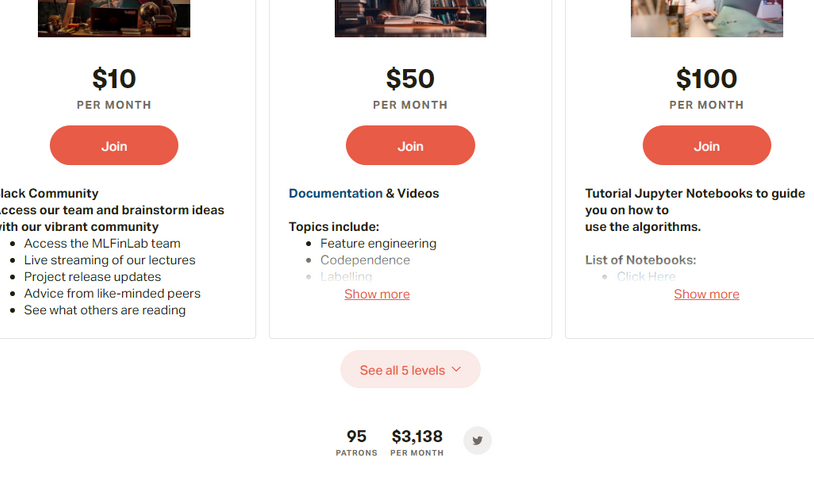 $10
PER MONTH
Join
lack Community
ccess our team and brainstorm ideas
ith our vibrant community
• Access the MLFinLab team
• Live streaming of our lectures
• Project release updates
• Advice from like-minded peers
• See what others are reading
$50
PER MONTH
Join
Documentation & Videos
Topics include:
• Feature engineering
• Codependence
• Labelling
Show more
$100
PER MONTH
Join
Tutorial Jupyter Notebooks to guide
you on how to
use the algorithms.
List of Notebooks:
• Click Here
Show more
See all 5 levels
95
PATRONS
$3,138
PER MONTH